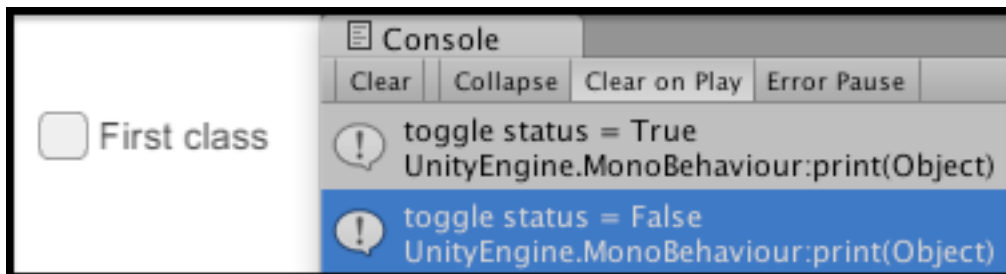 First class
Console
Clear Collapse Clear on Play Error Pause
toggle status = True
UnityEngine.MonoBehaviour:print(Object)
toggle status = False
UnityEngine.MonoBehaviour:print(Object)